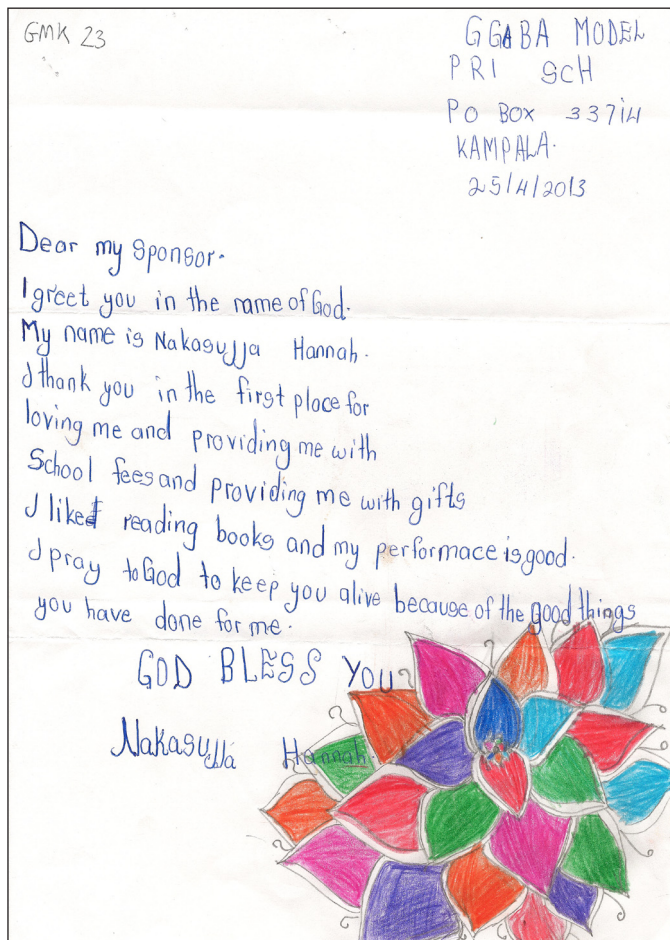 GMK 23
GGABA MODEL
PRI SCH
PO BOX 33714
KAMPALA.
25/4/2013
Dear my sponsor.
I greet you in the name of God.
My name is Nakasujja Hannah.
I thank you in the first place for
loving me and providing me with
School fees and providing me with gifts
I liked reading books and my performace is good.
I pray to God to keep you alive because of the good things
you have done for me.
GOD BLESS YOU
Nakasujja Hannah